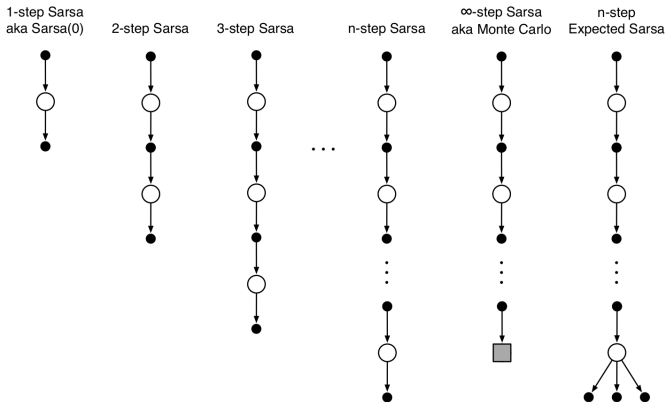 1-step Sarsa
aka Sarsa(0)
2-step Sarsa
3-step Sarsa
n-step Sarsa
∞-step Sarsa
aka Monte Carlo
n-step
Expected Sarsa